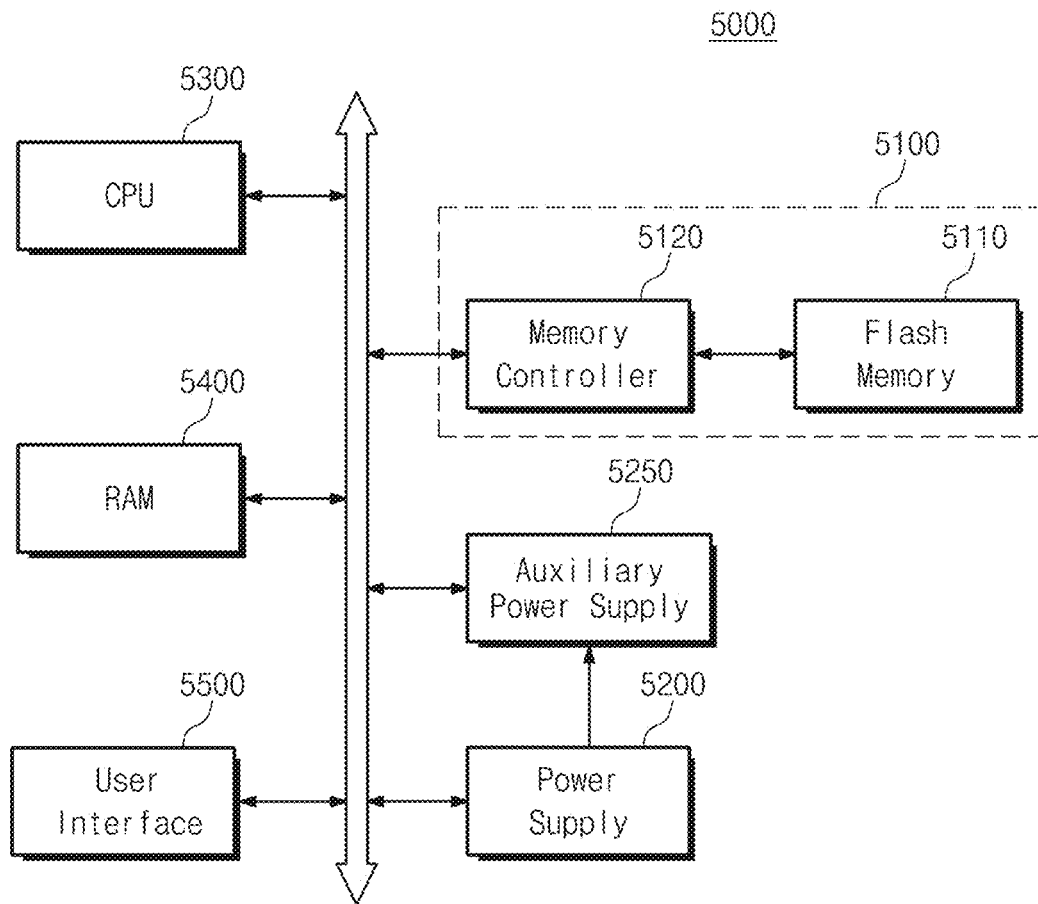 5000
5300
CPU
5100
5120
5110
Memory
Controller
Flash
Memory
5400
RAM
5250
Auxiliary
Power Supply
5500
User
Interface
5200
Power
Supply